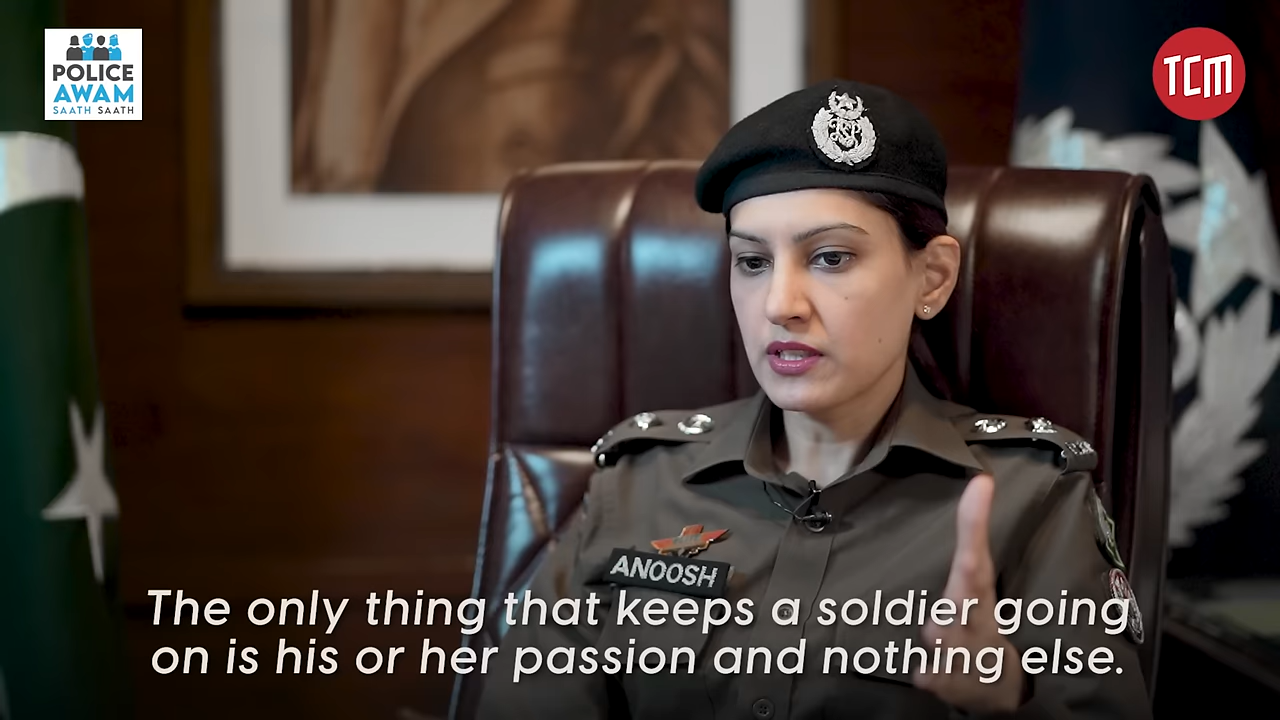 POLICE
AWAM
SAATH SAATH
TCM
PSP
ANOOSH
The only thing that keeps a soldier going
on is his or her passion and nothing else.